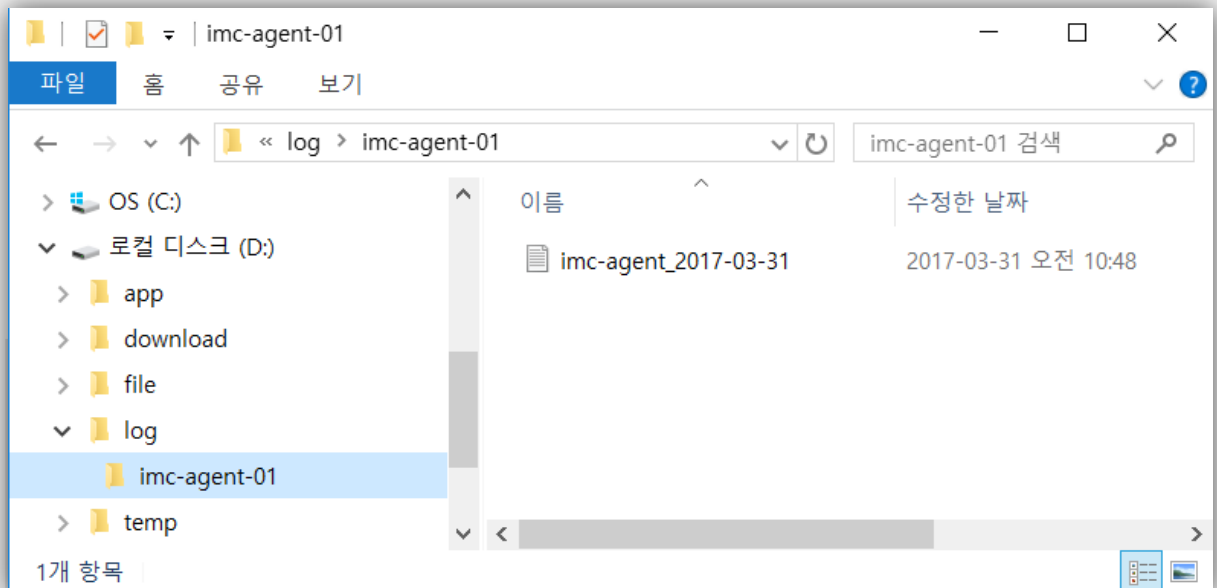 imc-agent-01
파일 홈 공유 보기
« log > imc-agent-01 imc-agent-01 검색
OS (C:)
로컬 디스크 (D:)
app
download
file
log
imc-agent-01
temp
이름 수정한 날짜
imc-agent_2017-03-31 2017-03-31 오전 10:48
1개 항목